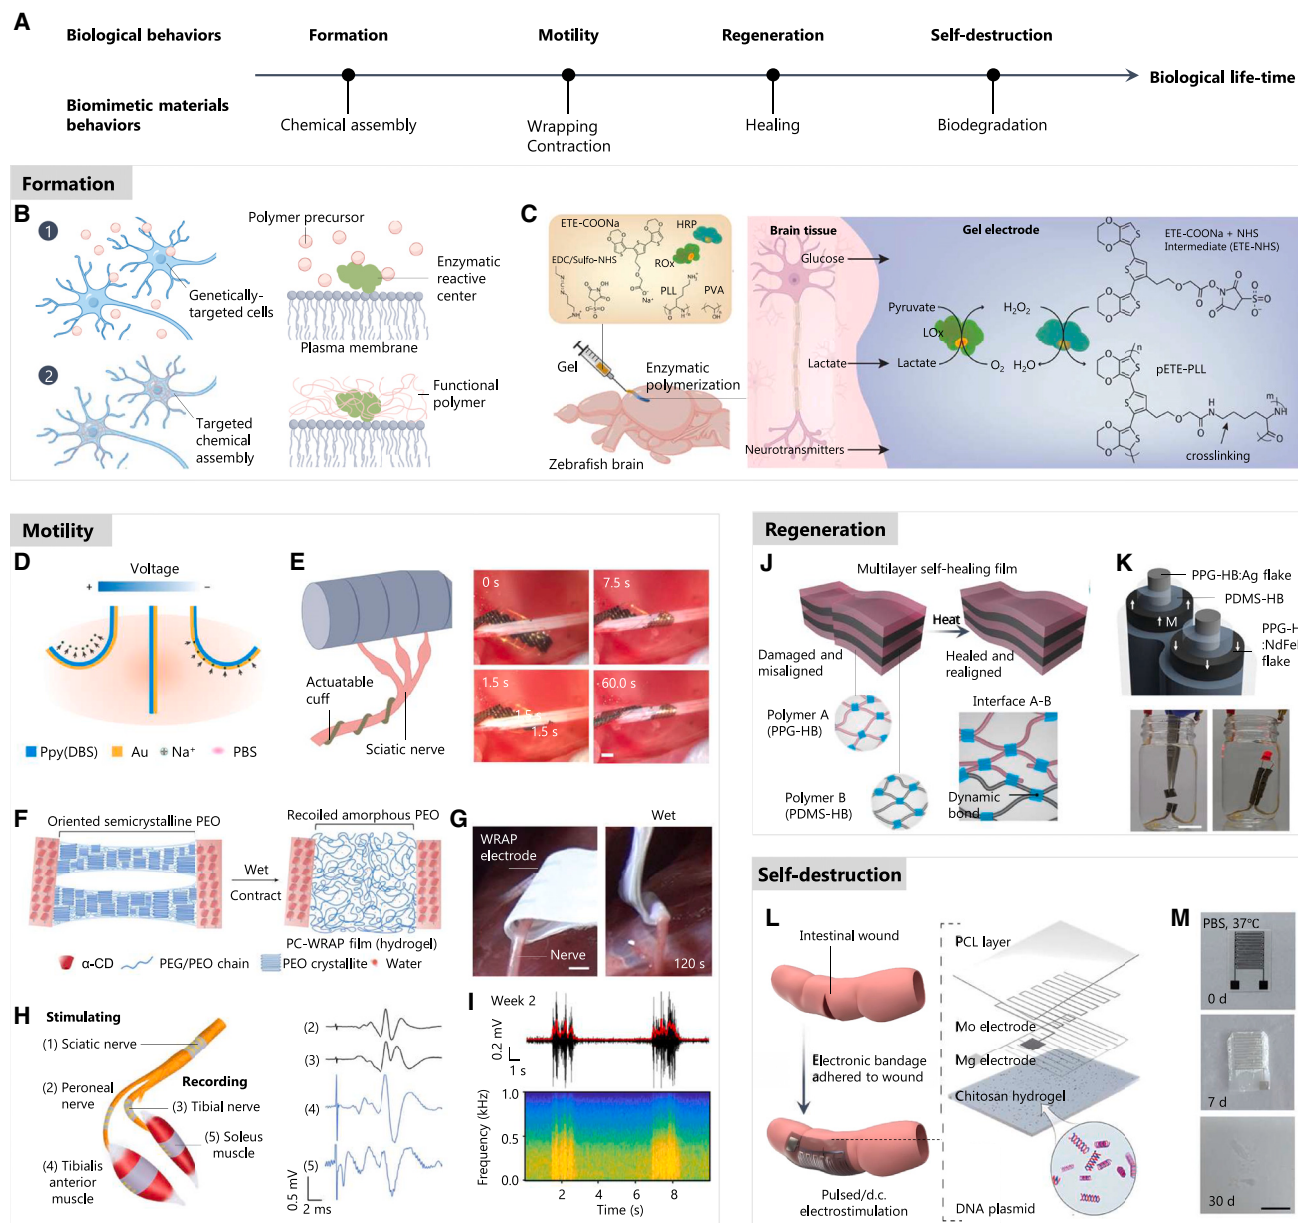 A
Biological behaviors
Formation
Motility
Regeneration
Self-destruction
Biological life-time
Biomimetic materials
behaviors
Chemical assembly
Wrapping
Contraction
Healing
Biodegradation
Formation
B
1
Genetically-
targeted cells
Polymer precursor
Enzymatic
reactive
center
Plasma membrane
2
Targeted
chemical
assembly
Functional
polymer
C
ETE-COONa
HRP
EDC/Sulfo-NHS
ROx
PLL
PVA
Gel
Enzymatic
polymerization
Zebrafish brain
Brain tissue
Gel electrode
Glucose
Pyruvate
LOx
Lactate
Lactate
H2O2
O2
H2O
Neurotransmitters
ETE-COONa + NHS
Intermediate (ETE-NHS)
pETE-PLL
crosslinking
Motility
D
Voltage
+
−
Ppy(DBS)
Au
Na+
PBS
E
Actuatable
cuff
Sciatic nerve
0 s
7.5 s
1.5 s
1.5 s
1.5 s
60.0 s
F
Oriented semicrystalline PEO
Wet
Contract
Recoiled amorphous PEO
PC-WRAP film (hydrogel)
α-CD
PEG/PEO chain
PEO crystallite
Water
G
WRAP
electrode
Nerve
Wet
120 s
H
Stimulating
(1) Sciatic nerve
(2) Peroneal
nerve
Recording
(3) Tibial nerve
(5) Soleus
muscle
(4) Tibialis
anterior
muscle
(2)
(3)
(4)
(5)
0.5 mV
2 ms
I
Week 2
0.2 mV
1 s
Frequency (kHz)
1.0
0.5
0.0
2 4 6 8
Time (s)
Regeneration
J
Multilayer self-healing film
Heat
Damaged and
misaligned
Healed and
realigned
Polymer A
(PPG-HB)
Polymer B
(PDMS-HB)
Interface A-B
Dynamic
bond
K
PPG-HB:Ag flake
PDMS-HB
M
PPG-H
:NdFe
flake
Self-destruction
L
Intestinal wound
Electronic bandage
adhered to wound
Pulsed/d.c.
electrostimulation
PCL layer
Mo electrode
Mg electrode
Chitosan hydrogel
DNA plasmid
M
PBS, 37°C
0 d
7 d
30 d